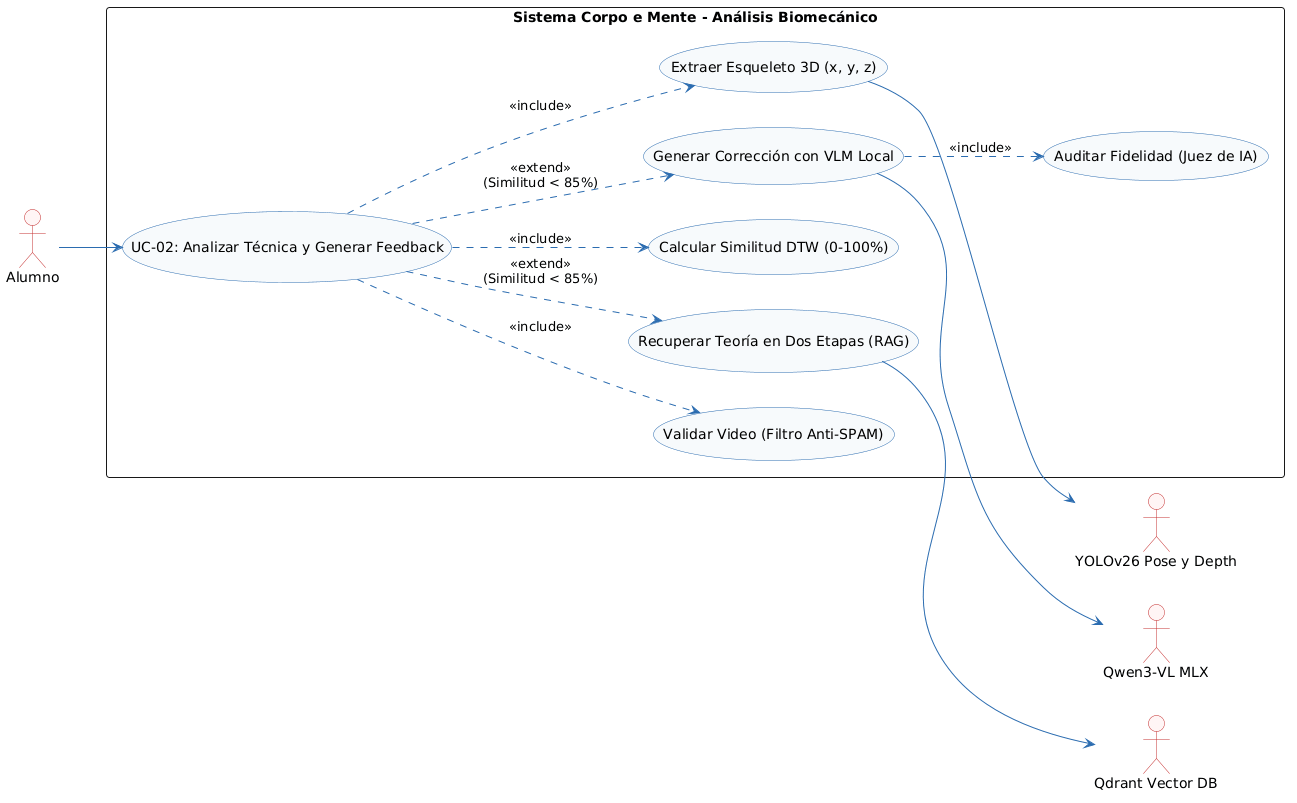 Sistema Corpo e Mente - Análisis Biomecánico
Extraer Esqueleto 3D (x, y, z)
«include»
Generar Corrección con VLM Local
«include»
Auditar Fidelidad (Juez de IA)
«extend»
(Similitud < 85%)
Alumno
UC-02: Analizar Técnica y Generar Feedback
«include»
Calcular Similitud DTW (0-100%)
«extend»
(Similitud < 85%)
Recuperar Teoría en Dos Etapas (RAG)
«include»
Validar Video (Filtro Anti-SPAM)
YOLOv26 Pose y Depth
Qwen3-VL MLX
Qdrant Vector DB